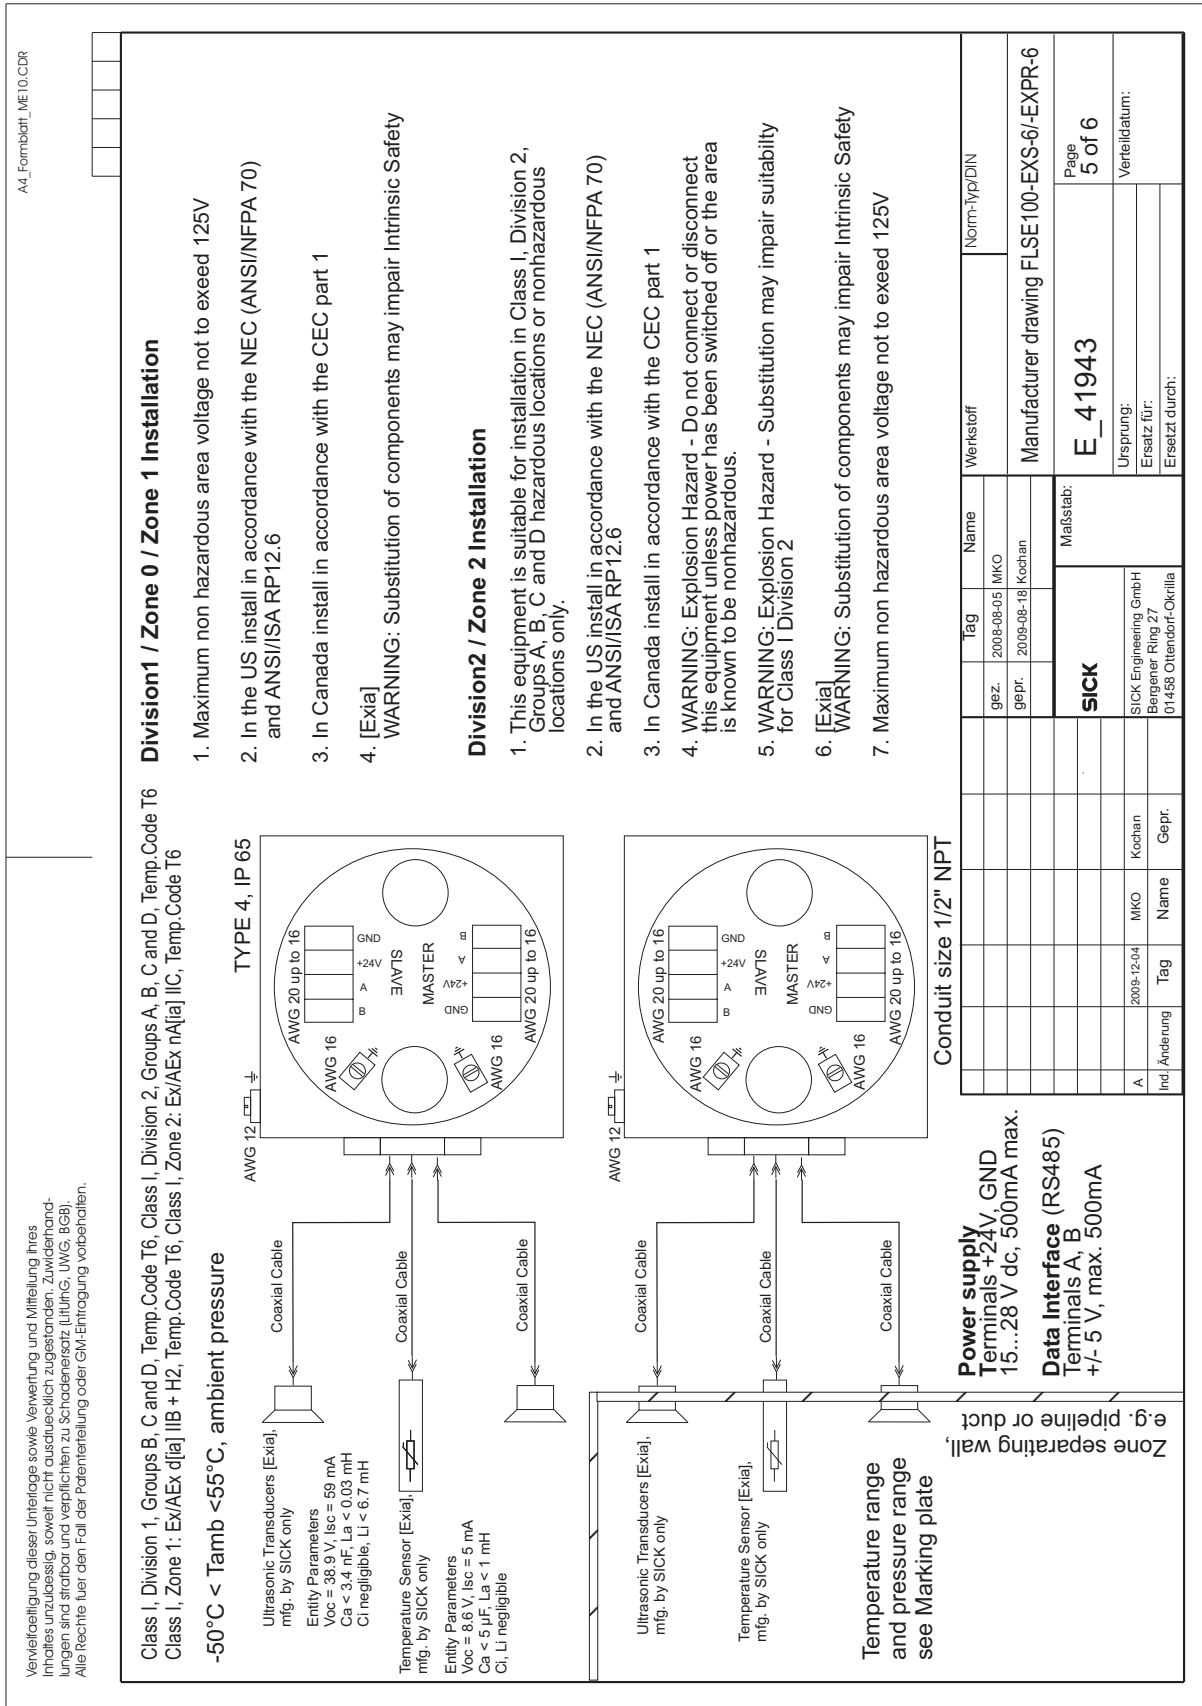 Vervielfaeltigung dieser Unterlage sowie Verwertung und Mitteilung ihres
Inhaltes unzulaessig, soweit nicht ausdruecklich zugestanden. Zuwiderhand-
lungen sind strafbar und verpflichten zu Schadenersatz (LitUrhG, UWG, BGB).
Alle Rechte fuer den Fall der Patenterteilung oder GM-Eintragung vorbehalten.
A4_Formblatt_ME10.CDR
Class I, Division 1, Groups B, C and D, Temp.Code T6, Class I, Division 2, Groups A, B, C and D, Temp.Code T6
Class I, Zone 1: Ex/AEx d[ia] IIB + H2, Temp.Code T6, Class I, Zone 2: Ex/AEx nA[ia] IIC, Temp.Code T6
-50°C < Tamb <55°C, ambient pressure
TYPE 4, IP 65
Ultrasonic Transducers [Exia],
mfg. by SICK only
Entity Parameters
Voc = 38.9 V, Isc = 59 mA
Ca < 3.4 nF, La < 0.03 mH
Ci negligible, Li < 6.7 mH
Temperature Sensor [Exia],
mfg. by SICK only
Entity Parameters
Voc = 8.6 V, Isc = 5 mA
Ca < 5 µF, La < 1 mH
Ci, Li negligible
Coaxial Cable
Coaxial Cable
Coaxial Cable
AWG 12
AWG 20 up to 16
AWG 16
B
A
+24V
GND
SLAVE
MASTER
GND
+24V
A
B
AWG 16
AWG 20 up to 16
Ultrasonic Transducers [Exia],
mfg. by SICK only
Temperature Sensor [Exia],
mfg. by SICK only
Coaxial Cable
Coaxial Cable
Coaxial Cable
AWG 12
AWG 20 up to 16
AWG 16
B
A
+24V
GND
SLAVE
MASTER
GND
+24V
A
B
AWG 16
AWG 20 up to 16
Conduit size 1/2" NPT
Temperature range
and pressure range
see Marking plate
Zone separating wall,
e.g. pipeline or duct
Power supply
Terminals +24V, GND
15...28 V dc, 500mA max.
Data Interface (RS485)
Terminals A, B
+/- 5 V, max. 500mA
Division1 / Zone 0 / Zone 1 Installation
1. Maximum non hazardous area voltage not to exeed 125V
2. In the US install in accordance with the NEC (ANSI/NFPA 70)
and ANSI/ISA RP12.6
3. In Canada install in accordance with the CEC part 1
4. [Exia]
WARNING: Substitution of components may impair Intrinsic Safety
Division2 / Zone 2 Installation
1. This equipment is suitable for installation in Class I, Division 2,
Groups A, B, C and D hazardous locations or nonhazardous
locations only.
2. In the US install in accordance with the NEC (ANSI/NFPA 70)
and ANSI/ISA RP12.6
3. In Canada install in accordance with the CEC part 1
4. WARNING: Explosion Hazard - Do not connect or disconnect
this equipment unless power has been switched off or the area
is known to be nonhazardous.
5. WARNING: Explosion Hazard - Substitution may impair suitabilty
for Class I Division 2
6. [Exia]
WARNING: Substitution of components may impair Intrinsic Safety
7. Maximum non hazardous area voltage not to exeed 125V
Tag Name Werkstoff Norm-Typ/DIN
gez. 2008-08-05 MKO
gepr. 2009-08-18 Kochan
Manufacturer drawing FLSE100-EXS-6/-EXPR-6
SICK
Maßstab:
E_41943
Page
5 of 6
SICK Engineering GmbH
Bergener Ring 27
01458 Ottendorf-Okrilla
Ursprung:
Ersatz für:
Ersetzt durch:
Verteildatum:
A 2009-12-04 MKO Kochan
Ind. Änderung Tag Name Gepr.